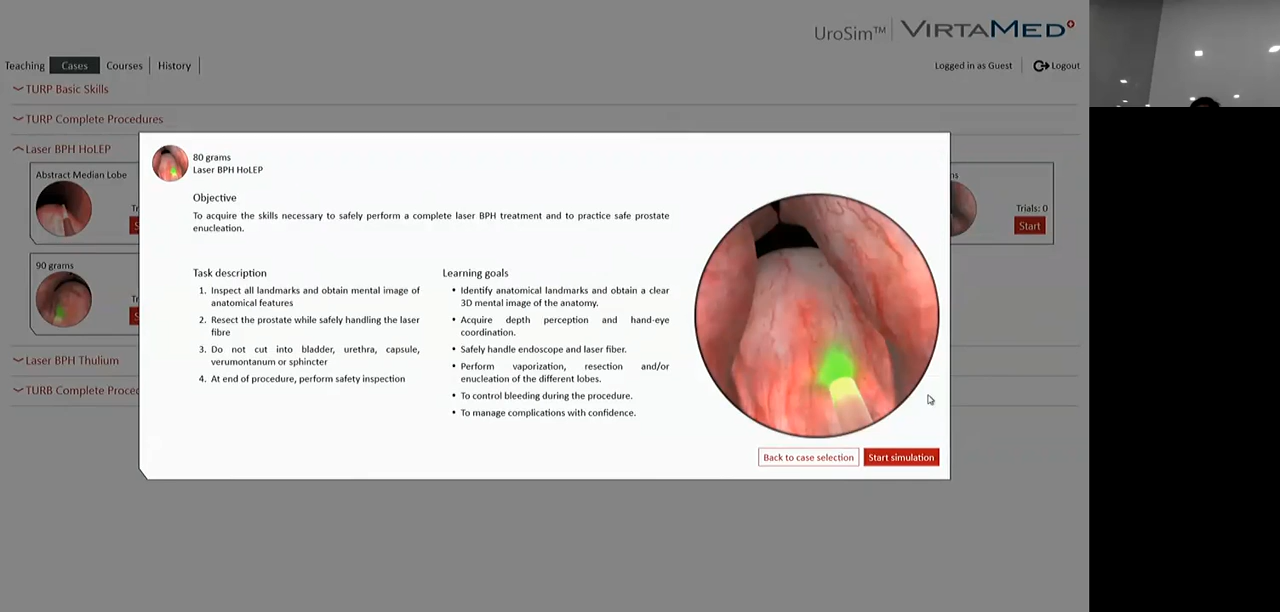 UroSim™ VIRTAMED
Teaching Cases Courses History
Logged in as Guest Logout
TURP Basic Skills
TURP Complete Procedures
Laser BPH HoLEP
Abstract Median Lobe
Trials: 0
Start
90 grams
Laser BPH Thulium
TURB Complete
80 grams
Laser BPH HoLEP
Objective
To acquire the skills necessary to safely perform a complete laser BPH treatment and to practice safe prostate
enucleation.
Task description
1. Inspect all landmarks and obtain mental image of
anatomical features
2. Resect the prostate while safely handling the laser
fibre
3. Do not cut into bladder, urethra, capsule,
verumontanum or sphincter
4. At end of procedure, perform safety inspection
Learning goals
• Identify anatomical landmarks and obtain a clear
3D mental image of the anatomy.
• Acquire depth perception and hand-eye
coordination.
• Safely handle endoscope and laser fiber.
• Perform vaporization, resection and/or
enucleation of the different lobes.
• To control bleeding during the procedure.
• To manage complications with confidence.
Back to case selection Start simulation